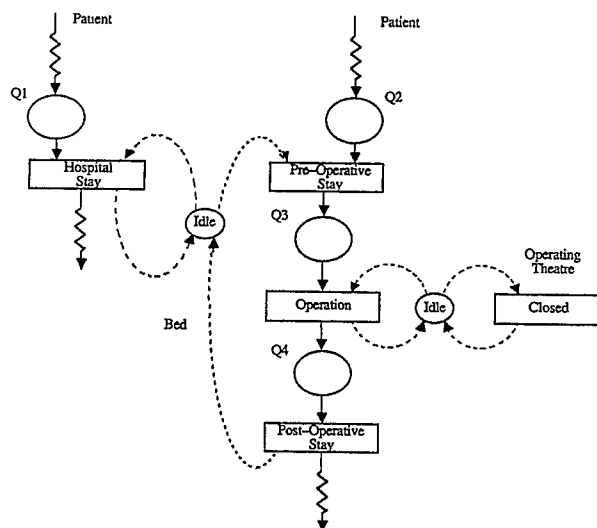 Pauent
Patient
Q1
Q2
Hospital
Stay
Pre-Operative
Stay
Idle
Q3
Operating
Theatre
Operation
Idle
Closed
Bed
Q4
Post-Operative
Stay